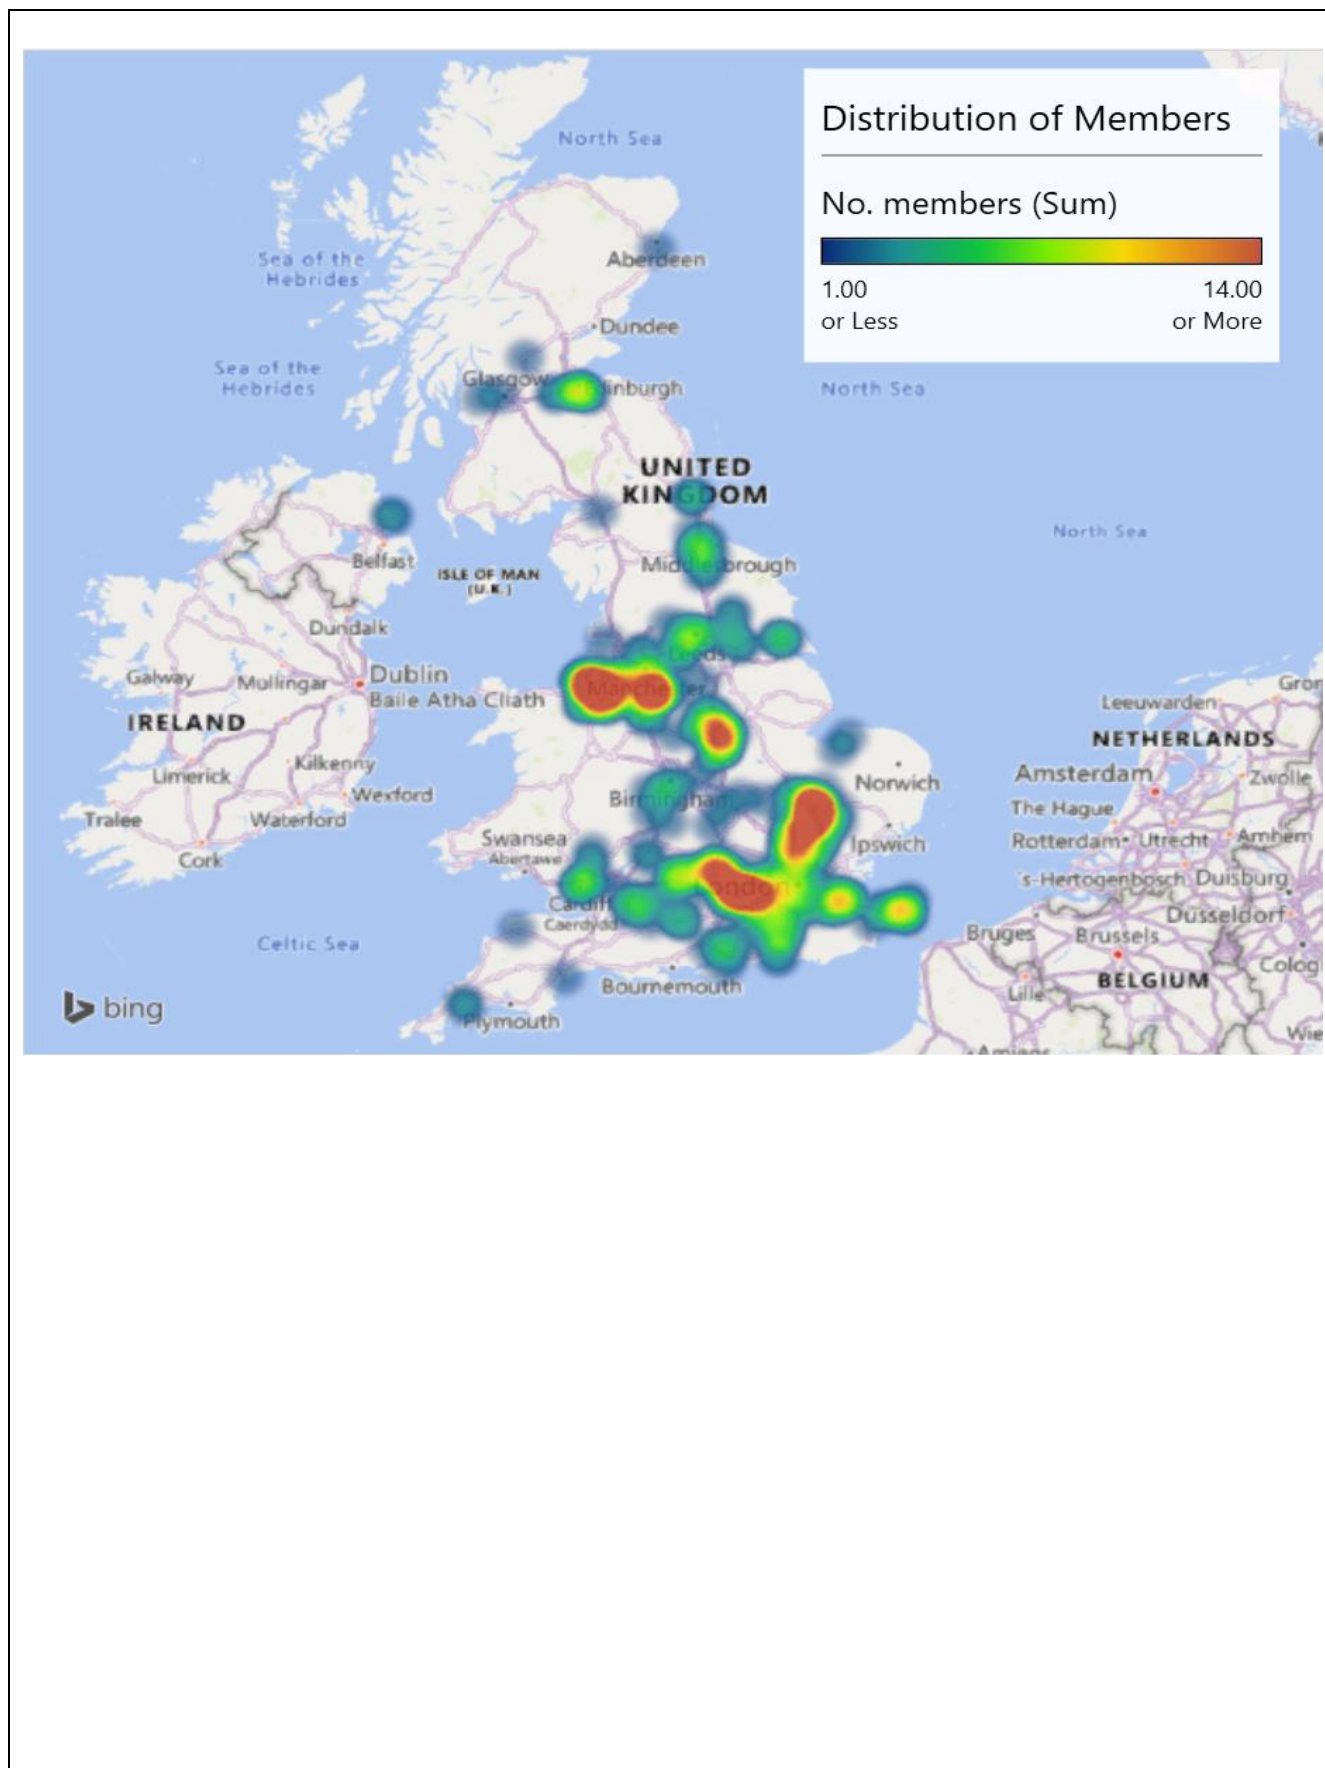 Distribution of Members
No. members (Sum)
1.00
or Less
14.00
or More
North Sea
Aberdeen
Sea of the
Hebrides
Dundee
Sea of the
Hebrides
Glasgow
Edinburgh
North Sea
UNITED
KINGDOM
North Sea
Belfast
Middlesbrough
ISLE OF MAN
(U.K.)
Dundalk
Leeds
Galway
Mullingar
Dublin
Baile Atha Cliath
Manchester
IRELAND
Leeuwarden
NETHERLANDS
Limerick
Kilkenny
Norwich
Amsterdam
Zwolle
Wexford
Birmingham
The Hague
Tralee
Waterford
Swansea
Abertawe
Ipswich
Rotterdam
Utrecht
Arnhem
Cork
London
's-Hertogenbosch
Duisburg
Cardiff
Caerdydd
Düsseldorf
Celtic Sea
Bruges
Brussels
Bournemouth
BELGIUM
Lille
bing
Plymouth